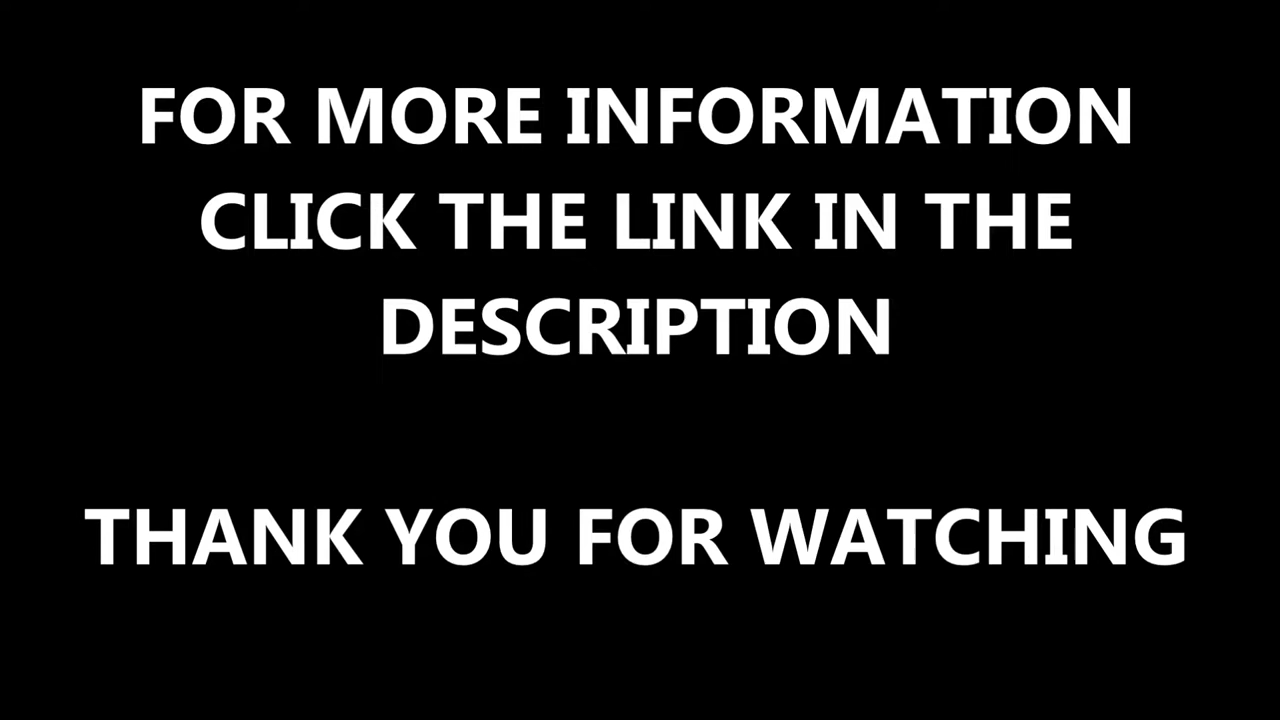 FOR MORE INFORMATION
CLICK THE LINK IN THE
DESCRIPTION
THANK YOU FOR WATCHING